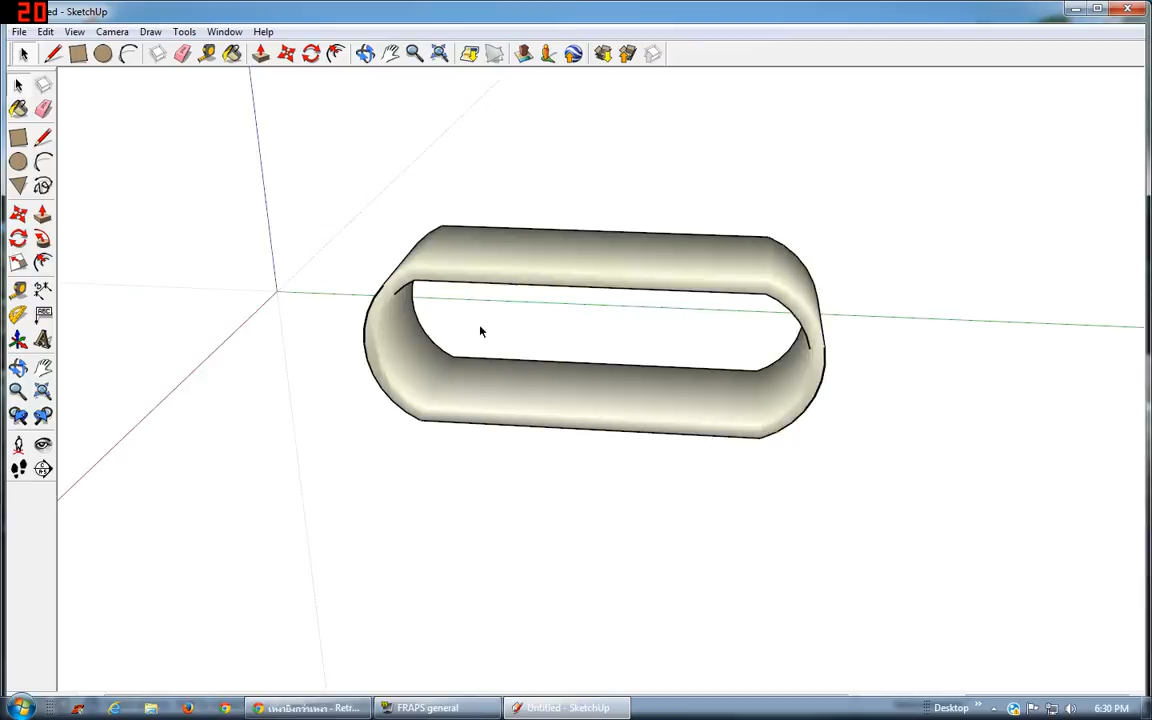 20
ed - SketchUp
File Edit View Camera Draw Tools Window Help
ABC
FRAPS general
Untitled - SketchUp
Desktop
6:30 PM